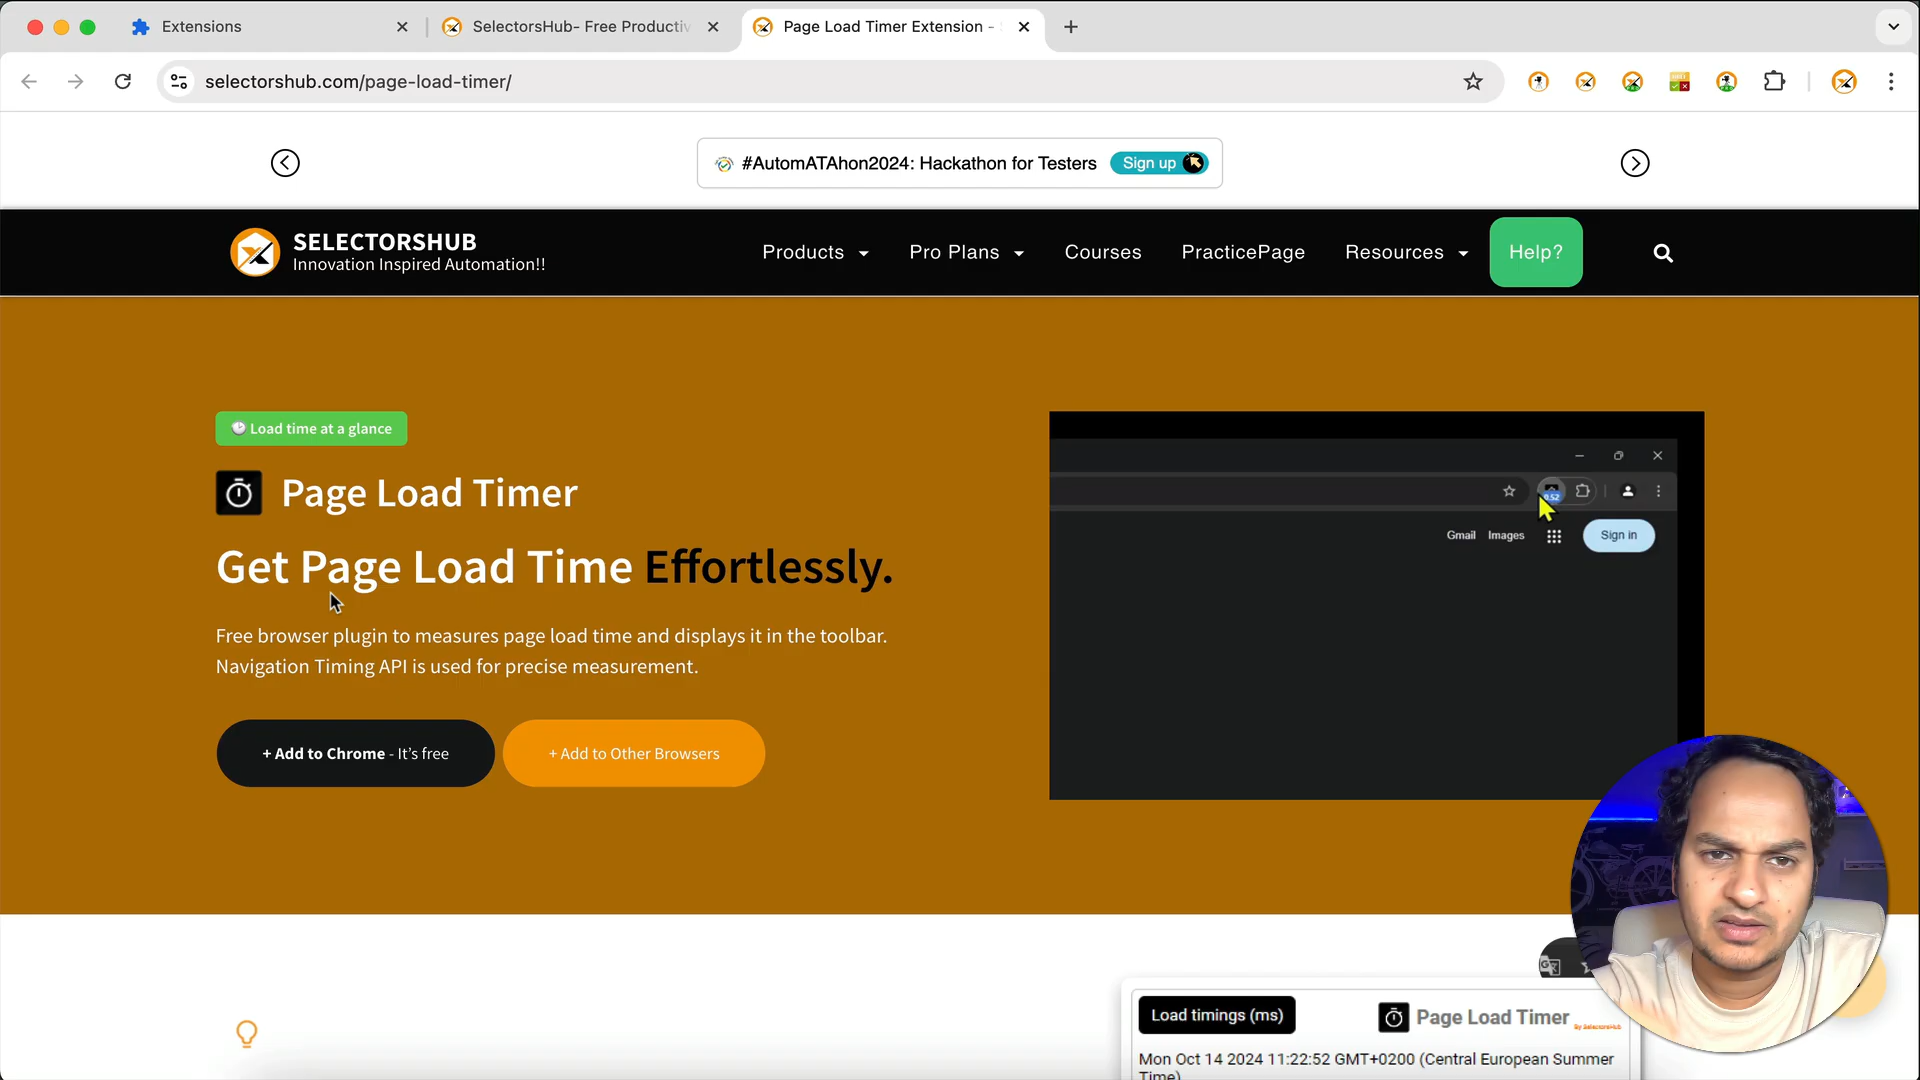 Extensions
SelectorsHub- Free Productiv
Page Load Timer Extension -
selectorshub.com/page-load-timer/
#AutomATAhon2024: Hackathon for Testers
Sign up
SELECTORSHUB
Innovation Inspired Automation!!
Products
Pro Plans
Courses
PracticePage
Resources
Help?
Load time at a glance
Page Load Timer
Get Page Load Time Effortlessly.
Free browser plugin to measures page load time and displays it in the toolbar.
Navigation Timing API is used for precise measurement.
+ Add to Chrome - It's free
+ Add to Other Browsers
0.52
Gmail
Images
Sign in
Load timings (ms)
Page Load Timer
By SelectorsHub
Mon Oct 14 2024 11:22:52 GMT+0200 (Central European Summer
Time)